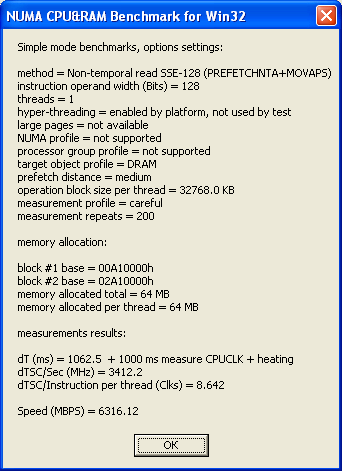 NUMA CPU&RAM Benchmark for Win32
Simple mode benchmarks, options settings:
method = Non-temporal read SSE-128 (PREFETCHNTA+MOVAPS)
instruction operand width (Bits) = 128
threads = 1
hyper-threading = enabled by platform, not used by test
large pages = not available
NUMA profile = not supported
processor group profile = not supported
target object profile = DRAM
prefetch distance = medium
operation block size per thread = 32768.0 KB
measurement profile = careful
measurement repeats = 200
memory allocation:
block #1 base = 00A10000h
block #2 base = 02A10000h
memory allocated total = 64 MB
memory allocated per thread = 64 MB
measurements results:
dT (ms) = 1062.5  + 1000 ms measure CPUCLK + heating
dTSC/Sec (MHz) = 3412.2
dTSC/Instruction per thread (Clks) = 8.642
Speed (MBPS) = 6316.12
OK